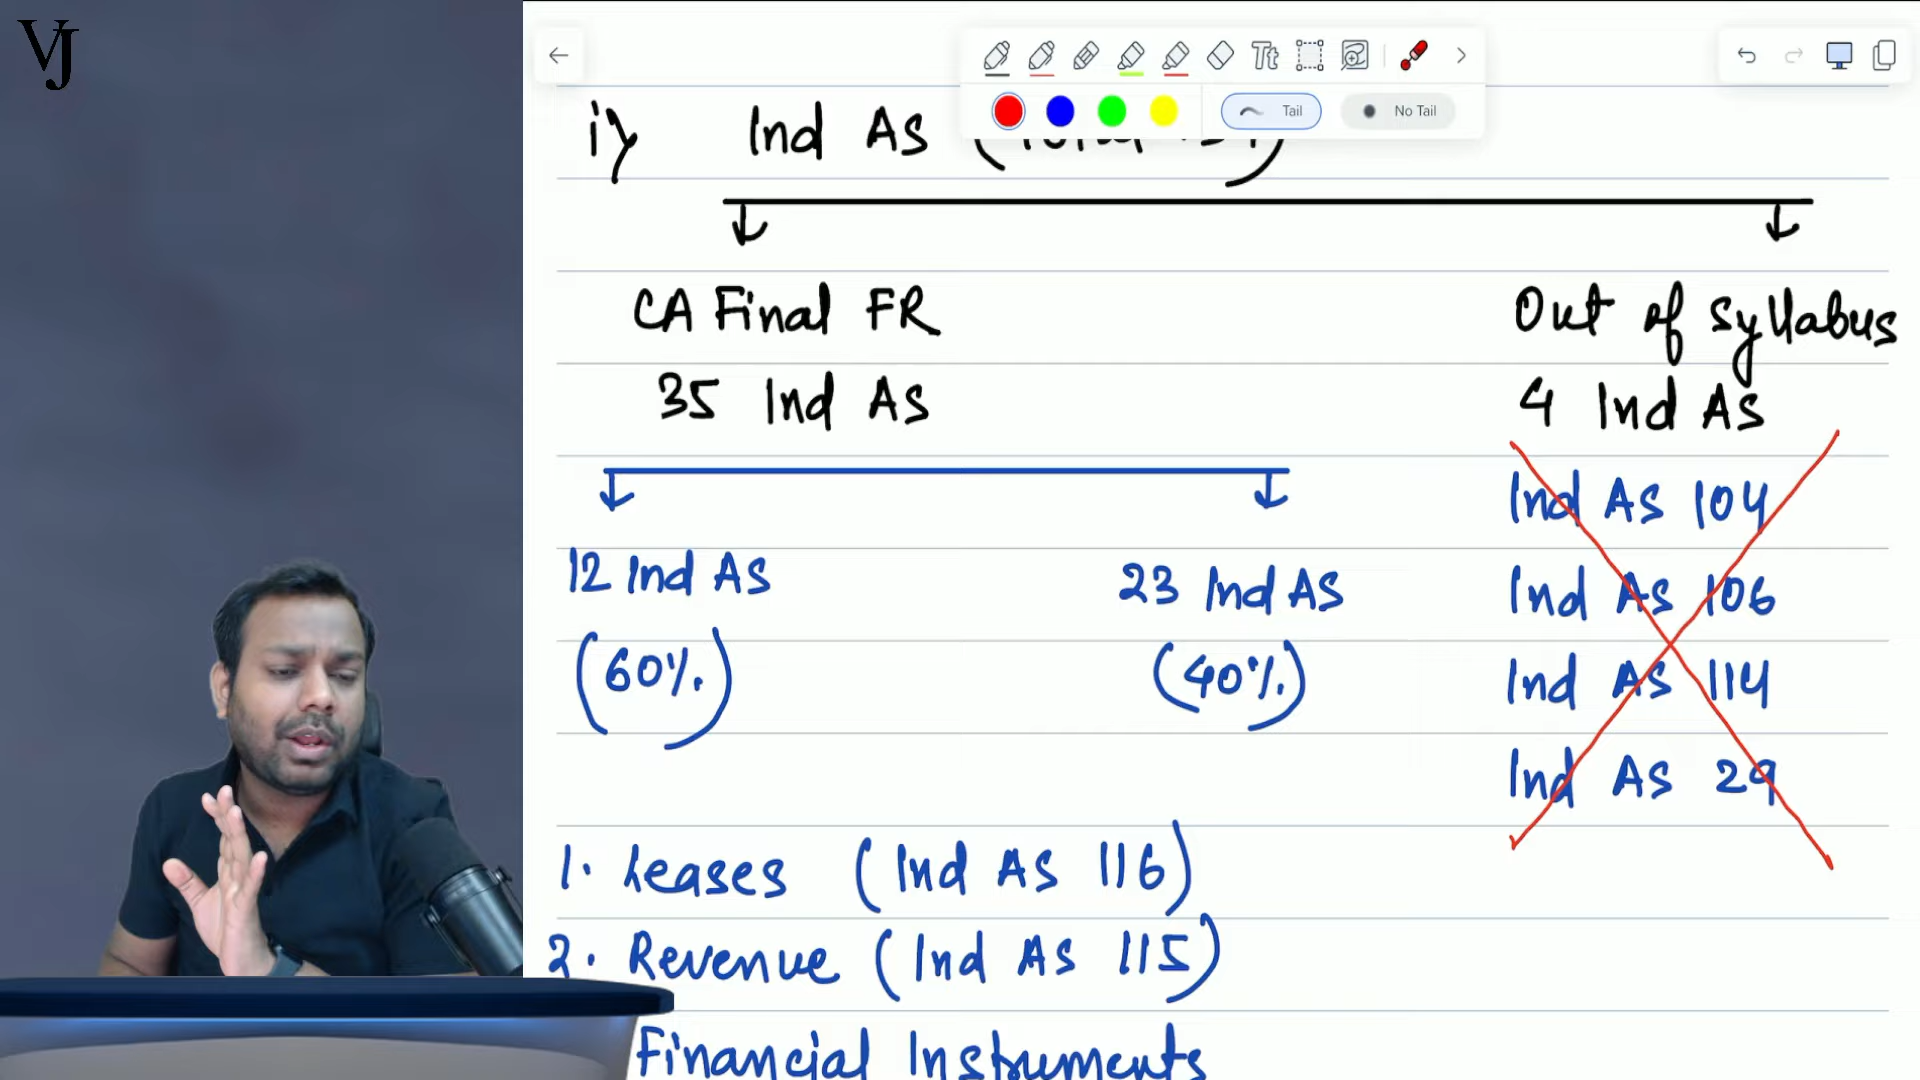 VJ
Tt
Tail
No Tail
i) Ind AS (Total
CA Final FR
35 Ind AS
Out of Syllabus
4 Ind AS
12 Ind AS
(60%)
23 Ind AS
(40%)
Ind AS 104
Ind AS 106
Ind AS 114
Ind AS 29
1. Leases (Ind AS 116)
2. Revenue (Ind AS 115)
Financial Instruments